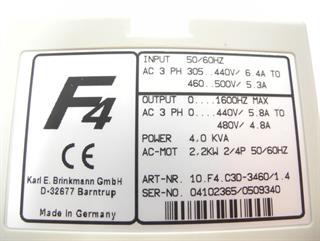 F4
CE
Karl E. Brinkmann GmbH
D-32677 Barntrup
Made in Germany
INPUT 50/60HZ
AC 3 PH 305..440V/ 6.4A TO
460...500V/ 5.3A
OUTPUT 0....1600HZ MAX
AC 3 PH 0....440V/ 5.8A TO
480V/ 4.8A
POWER 4,0 KVA
AC-MOT 2,2KW 2/4P 50/60HZ
ART-NR. 10.F4.C3D-3460/1.4
SER-NO. 04102365/0509340